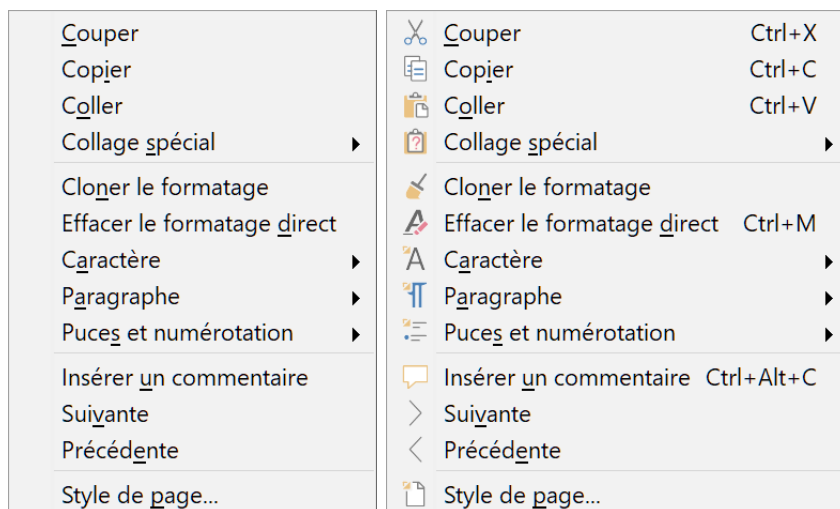 Couper
Copier
Coller
Collage spécial
Cloner le formatage
Effacer le formatage direct
Caractère
Paragraphe
Puces et numérotation
Insérer un commentaire
Suivante
Précédente
Style de page...
Couper Ctrl+X
Copier Ctrl+C
Coller Ctrl+V
Collage spécial
Cloner le formatage
Effacer le formatage direct Ctrl+M
Caractère
Paragraphe
Puces et numérotation
Insérer un commentaire Ctrl+Alt+C
Suivante
Précédente
Style de page...